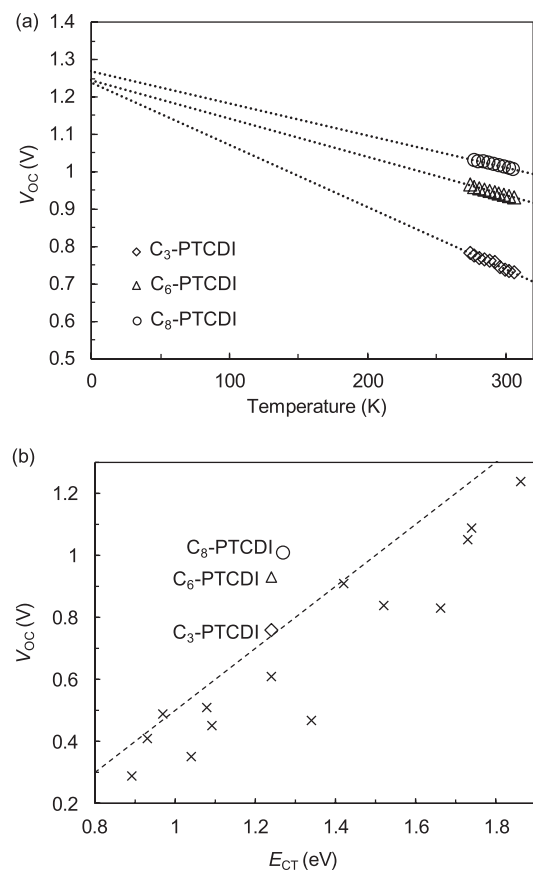 (a)
1.4
1.3
1.2
1.1
1
0.9
0.8
0.7
0.6
0.5
V_OC (V)
C₃-PTCDI
C₆-PTCDI
C₈-PTCDI
0
100
200
300
Temperature (K)
(b)
1.2
1
0.8
0.6
0.4
0.2
V_OC (V)
C₈-PTCDI
C₆-PTCDI
C₃-PTCDI
0.8
1
1.2
1.4
1.6
1.8
E_CT (eV)